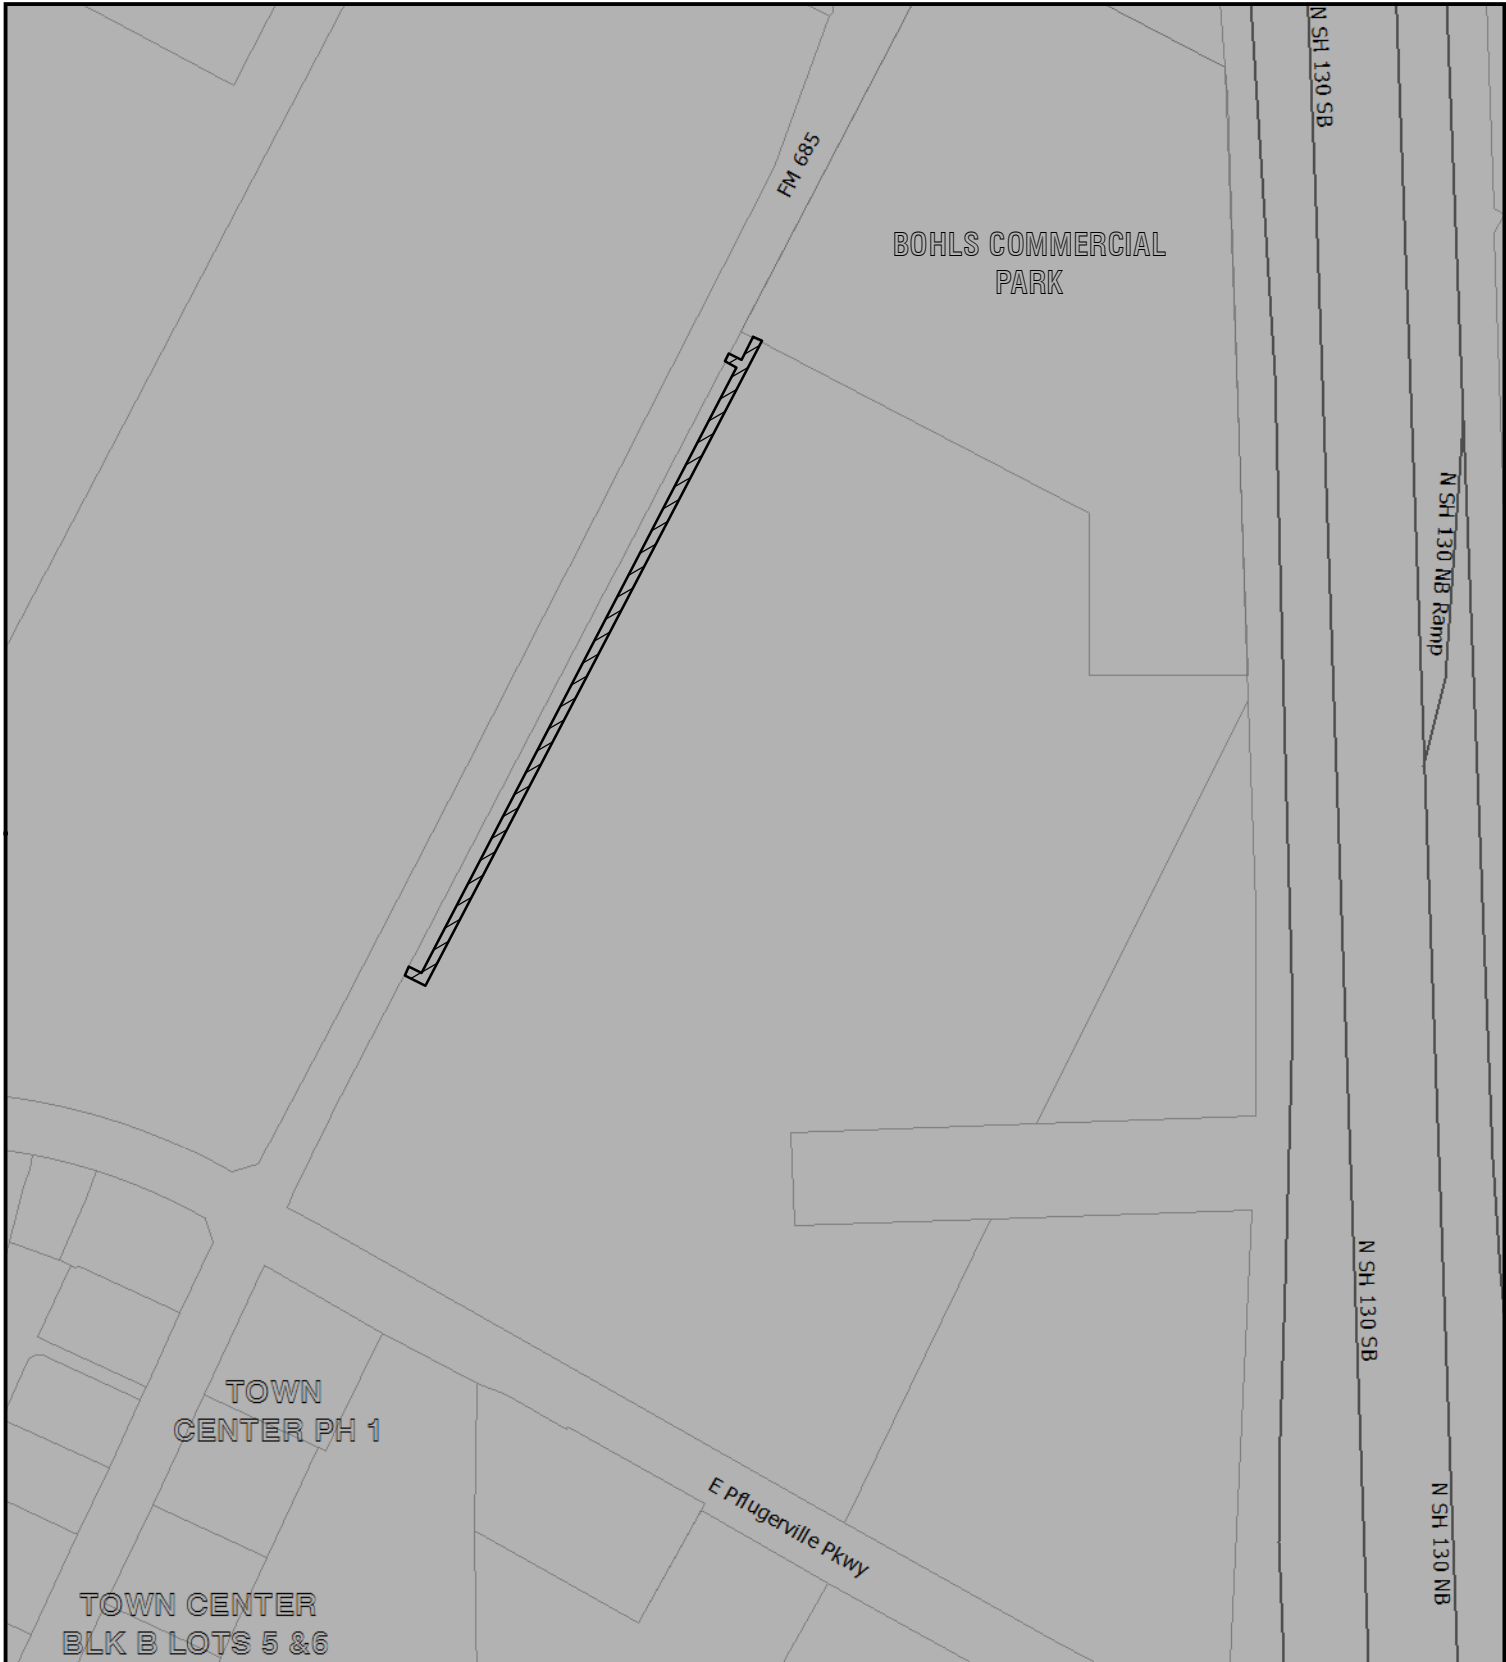 N SH 130 SB
FM 685
BOHLS COMMERCIAL
PARK
N SH 130 NB Ramp
N SH 130 SB
TOWN
CENTER PH 1
E Pflugerville Pkwy
N SH 130 NB
TOWN CENTER
BLK B LOTS 5 &6